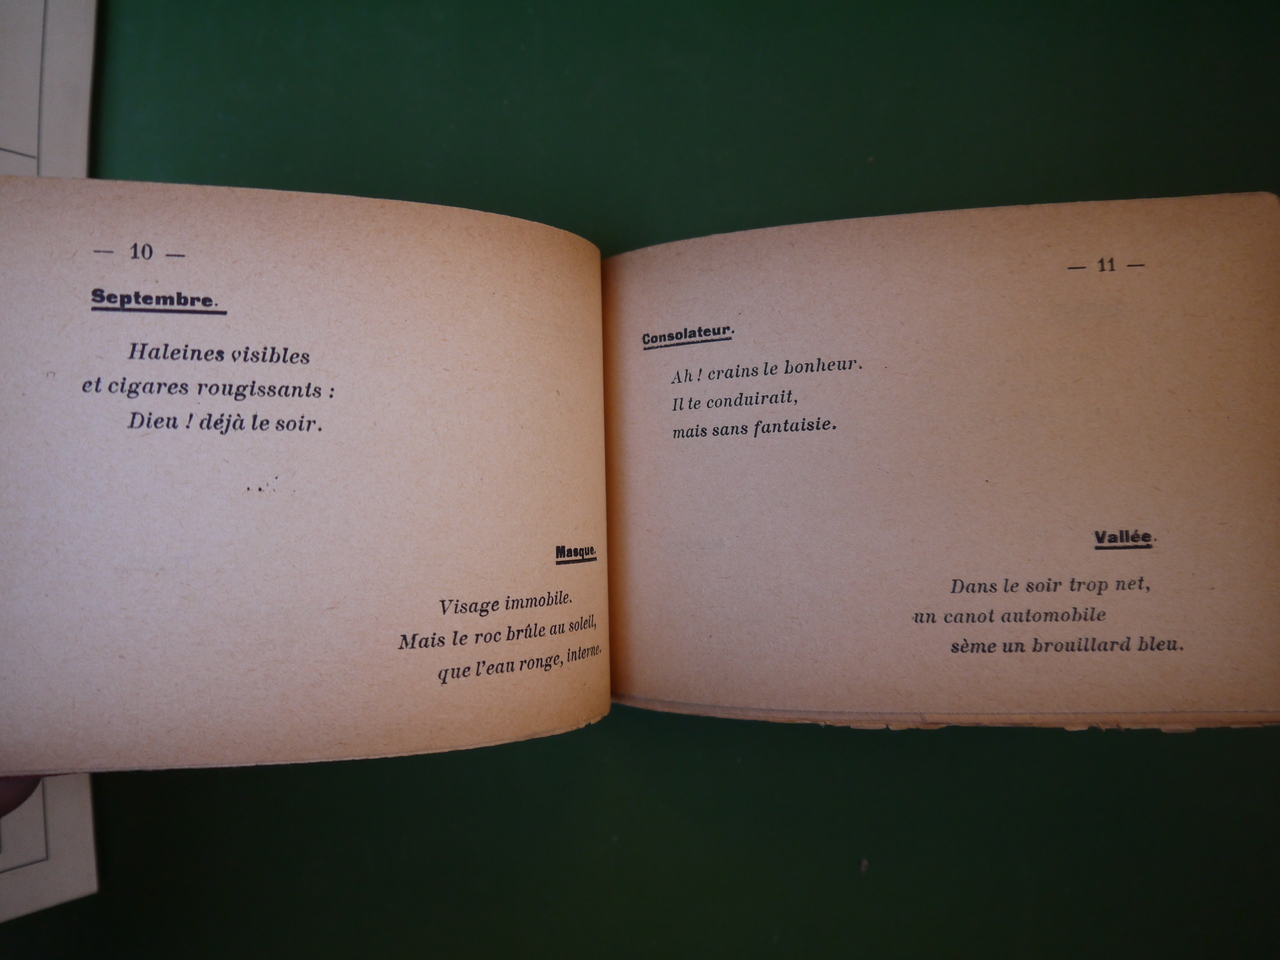 — 10 —
Septembre.
Haleines visibles
et cigares rougissants :
Dieu ! déjà le soir.
Masque.
Visage immobile.
Mais le roc brûle au soleil,
que l'eau ronge, interne.
— 11 —
Consolateur.
Ah ! crains le bonheur.
Il te conduirait,
mais sans fantaisie.
Vallée.
Dans le soir trop net,
un canot automobile
sème un brouillard bleu.